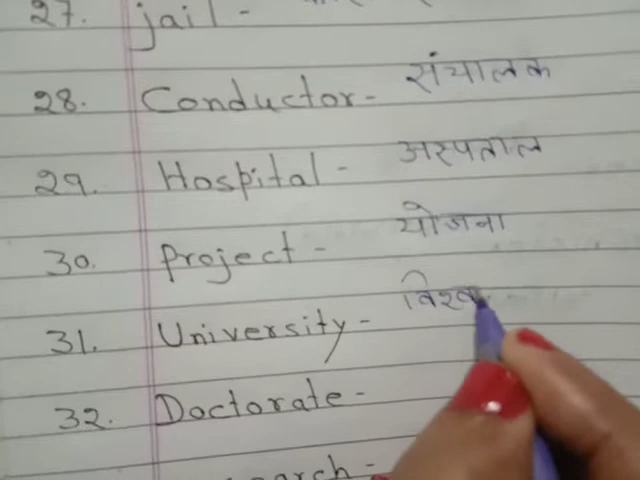 27. jail -
28. Conductor - संचालक
29. Hospital - अस्पताल
30. project - योजना
31. University - विश्व
32. Doctorate -